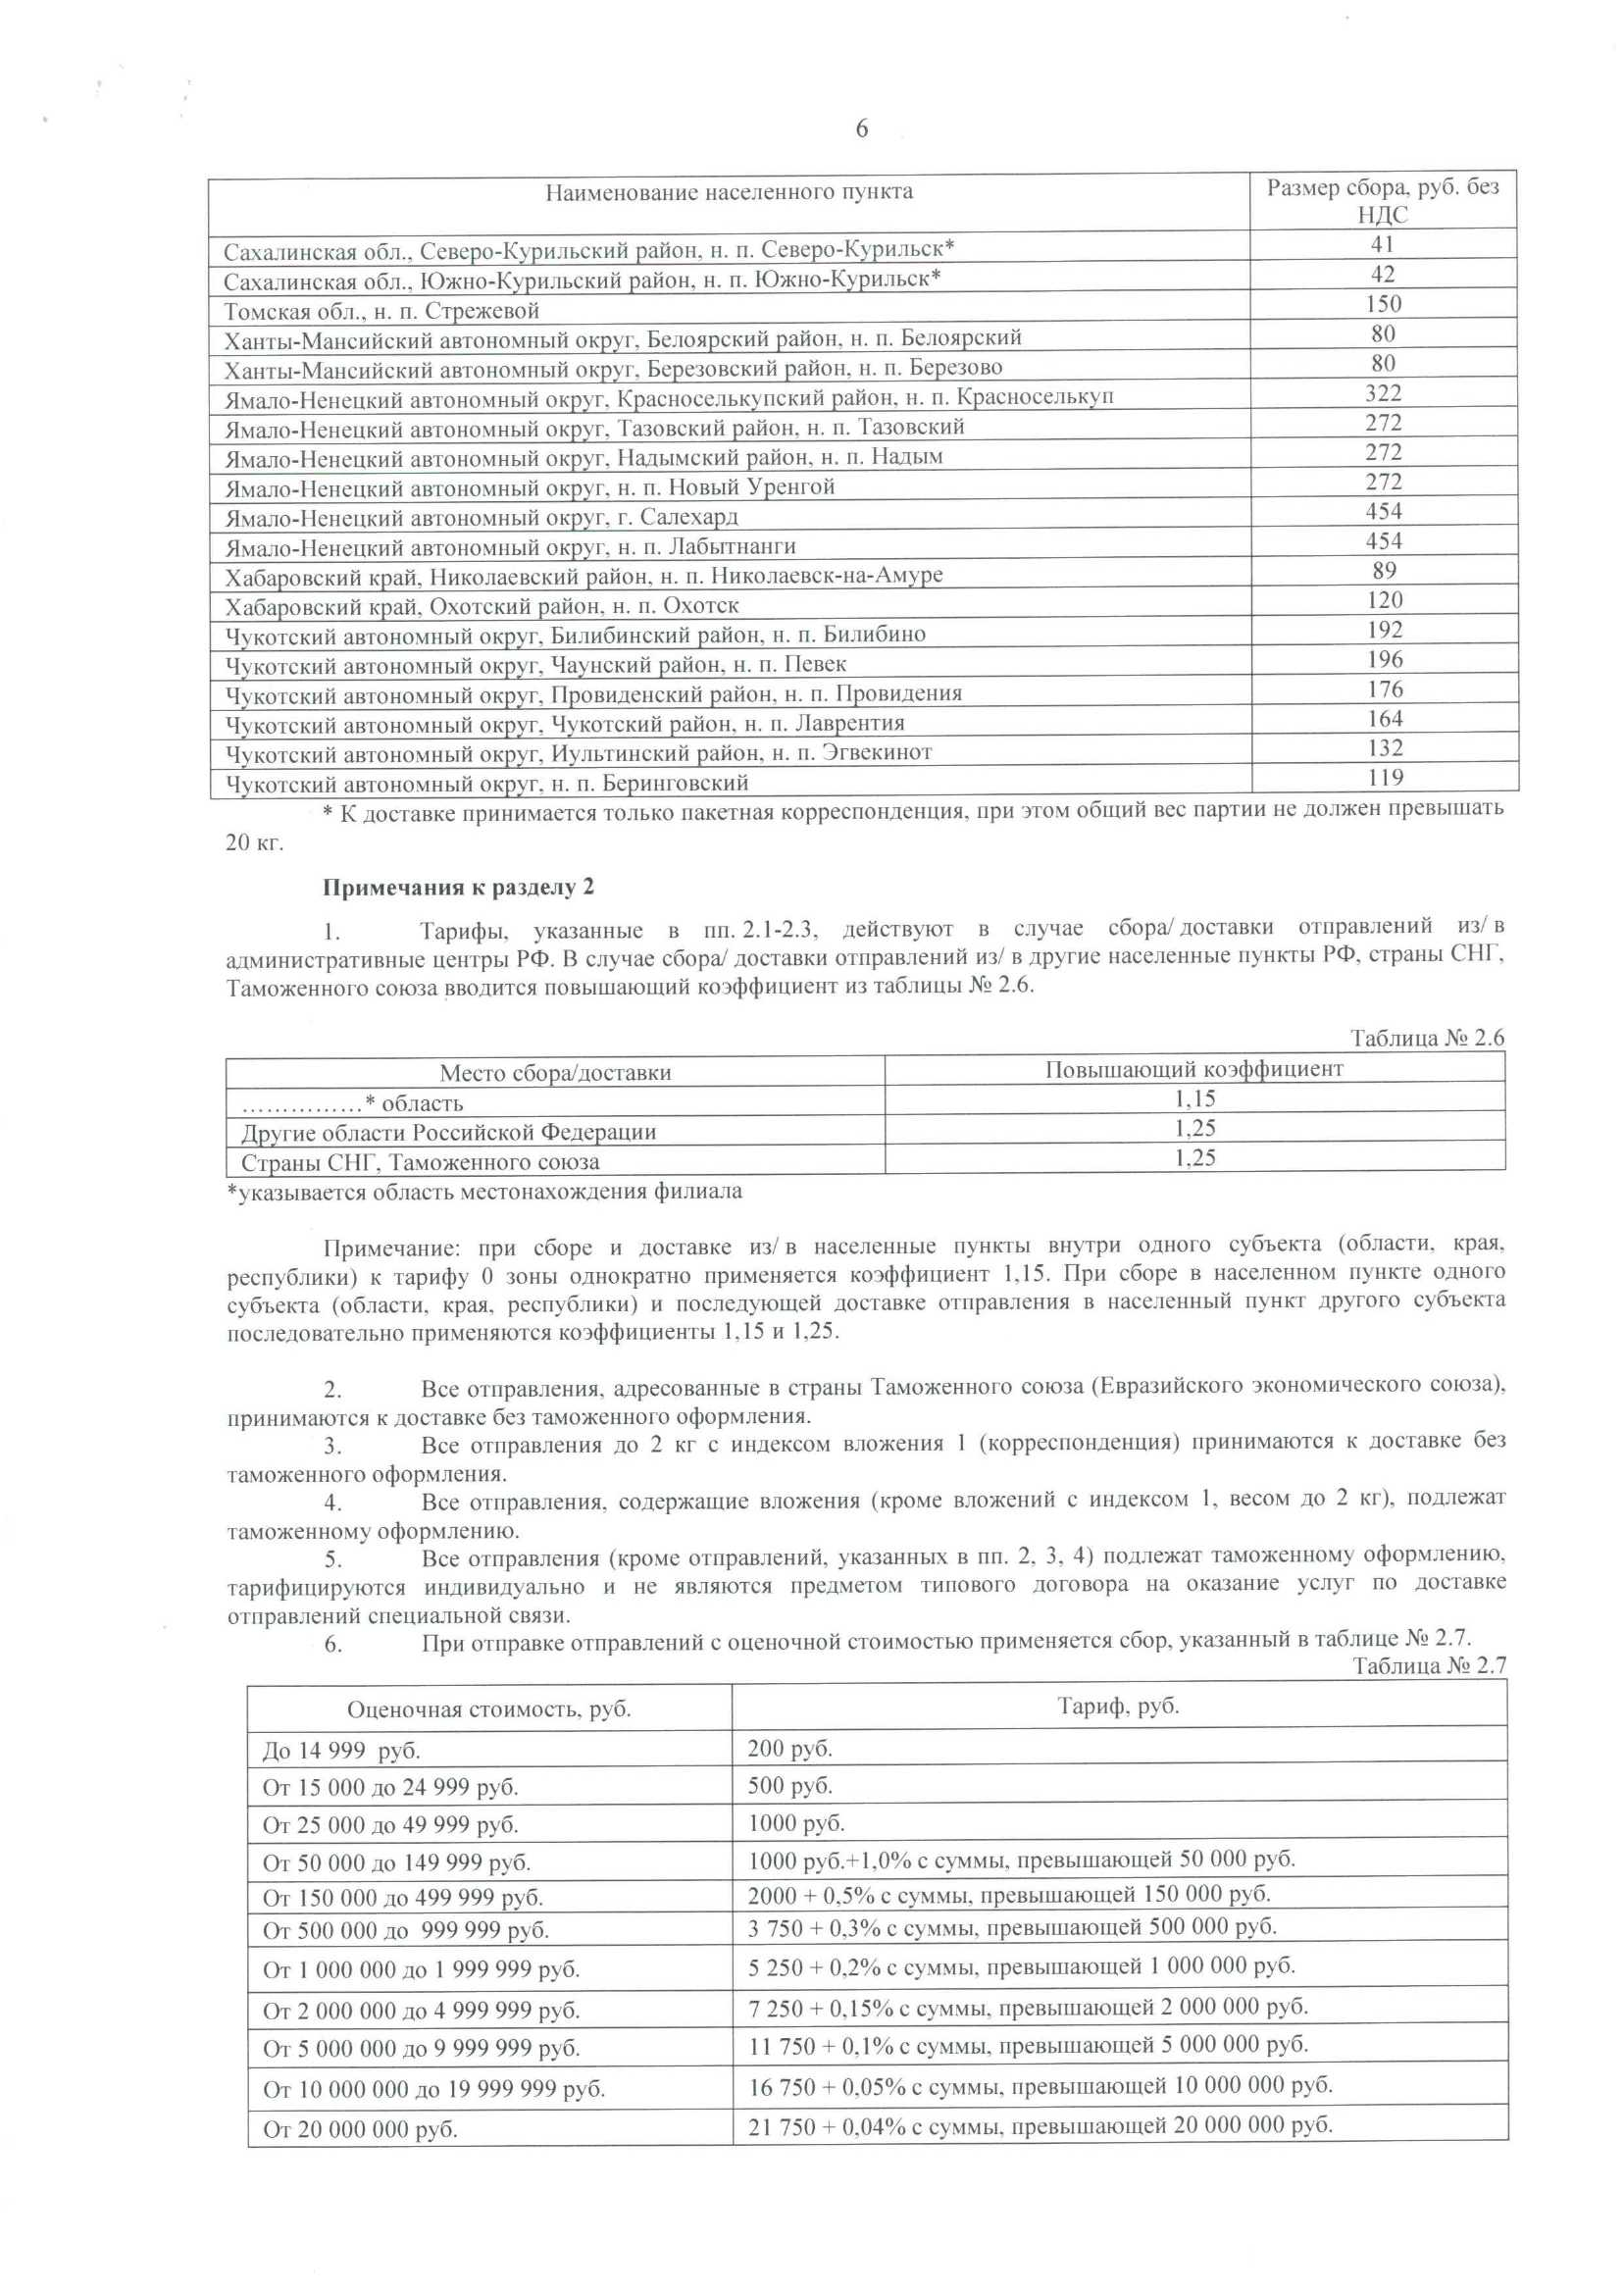 6
Наименование населенного пункта
Размер сбора, руб. без
НДС
Сахалинская обл., Северо-Курильский район, н. п. Северо-Курильск* 41
Сахалинская обл., Южно-Курильский район, н. п. Южно-Курильск* 42
Томская обл., н. п. Стрежевой 150
Ханты-Мансийский автономный округ, Белоярский район, н. п. Белоярский 80
Ханты-Мансийский автономный округ, Березовский район, н. п. Березово 80
Ямало-Ненецкий автономный округ, Красноселькупский район, н. п. Красноселькуп 322
Ямало-Ненецкий автономный округ, Тазовский район, н. п. Тазовский 272
Ямало-Ненецкий автономный округ, Надымский район, н. п. Надым 272
Ямало-Ненецкий автономный округ, н. п. Новый Уренгой 272
Ямало-Ненецкий автономный округ, г. Салехард 454
Ямало-Ненецкий автономный округ, н. п. Лабытнанги 454
Хабаровский край, Николаевский район, н. п. Николаевск-на-Амуре 89
Хабаровский край, Охотский район, н. п. Охотск 120
Чукотский автономный округ, Билибинский район, н. п. Билибино 192
Чукотский автономный округ, Чаунский район, н. п. Певек 196
Чукотский автономный округ, Провиденский район, н. п. Провидения 176
Чукотский автономный округ, Чукотский район, н. п. Лаврентия 164
Чукотский автономный округ, Иультинский район, н. п. Эгвекинот 132
Чукотский автономный округ, н. п. Беринговский 119
* К доставке принимается только пакетная корреспонденция, при этом общий вес партии не должен превышать
20 кг.
Примечания к разделу 2
1. Тарифы, указанные в пп. 2.1-2.3, действуют в случае сбора/ доставки отправлений из/ в
административные центры РФ. В случае сбора/ доставки отправлений из/ в другие населенные пункты РФ, страны СНГ,
Таможенного союза вводится повышающий коэффициент из таблицы № 2.6.
Таблица № 2.6
Место сбора/доставки Повышающий коэффициент
...............* область 1,15
Другие области Российской Федерации 1,25
Страны СНГ, Таможенного союза 1,25
*указывается область местонахождения филиала
Примечание: при сборе и доставке из/ в населенные пункты внутри одного субъекта (области, края,
республики) к тарифу 0 зоны однократно применяется коэффициент 1,15. При сборе в населенном пункте одного
субъекта (области, края, республики) и последующей доставке отправления в населенный пункт другого субъекта
последовательно применяются коэффициенты 1,15 и 1,25.
2. Все отправления, адресованные в страны Таможенного союза (Евразийского экономического союза),
принимаются к доставке без таможенного оформления.
3. Все отправления до 2 кг с индексом вложения 1 (корреспонденция) принимаются к доставке без
таможенного оформления.
4. Все отправления, содержащие вложения (кроме вложений с индексом 1, весом до 2 кг), подлежат
таможенному оформлению.
5. Все отправления (кроме отправлений, указанных в пп. 2, 3, 4) подлежат таможенному оформлению,
тарифицируются индивидуально и не являются предметом типового договора на оказание услуг по доставке
отправлений специальной связи.
6. При отправке отправлений с оценочной стоимостью применяется сбор, указанный в таблице № 2.7.
Таблица № 2.7
Оценочная стоимость, руб. Тариф, руб.
До 14 999 руб. 200 руб.
От 15 000 до 24 999 руб. 500 руб.
От 25 000 до 49 999 руб. 1000 руб.
От 50 000 до 149 999 руб. 1000 руб.+1,0% с суммы, превышающей 50 000 руб.
От 150 000 до 499 999 руб. 2000 + 0,5% с суммы, превышающей 150 000 руб.
От 500 000 до 999 999 руб. 3 750 + 0,3% с суммы, превышающей 500 000 руб.
От 1 000 000 до 1 999 999 руб. 5 250 + 0,2% с суммы, превышающей 1 000 000 руб.
От 2 000 000 до 4 999 999 руб. 7 250 + 0,15% с суммы, превышающей 2 000 000 руб.
От 5 000 000 до 9 999 999 руб. 11 750 + 0,1% с суммы, превышающей 5 000 000 руб.
От 10 000 000 до 19 999 999 руб. 16 750 + 0,05% с суммы, превышающей 10 000 000 руб.
От 20 000 000 руб. 21 750 + 0,04% с суммы, превышающей 20 000 000 руб.